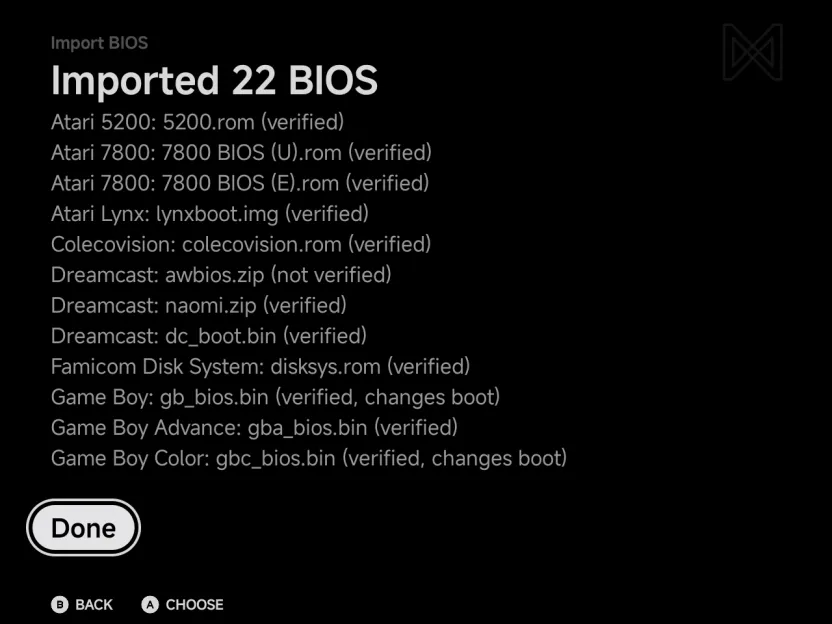 Import BIOS
Imported 22 BIOS
Atari 5200: 5200.rom (verified)
Atari 7800: 7800 BIOS (U).rom (verified)
Atari 7800: 7800 BIOS (E).rom (verified)
Atari Lynx: lynxboot.img (verified)
Colecovision: colecovision.rom (verified)
Dreamcast: awbios.zip (not verified)
Dreamcast: naomi.zip (verified)
Dreamcast: dc_boot.bin (verified)
Famicom Disk System: disksys.rom (verified)
Game Boy: gb_bios.bin (verified, changes boot)
Game Boy Advance: gba_bios.bin (verified)
Game Boy Color: gbc_bios.bin (verified, changes boot)
Done
B BACK A CHOOSE